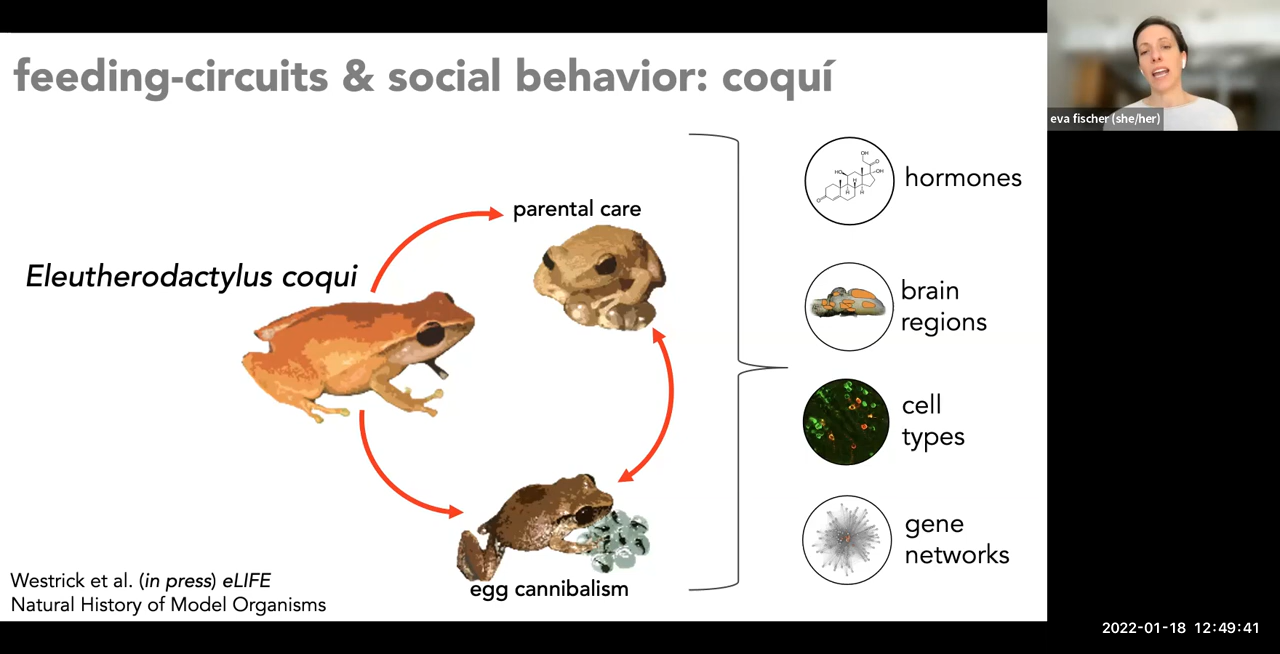 feeding-circuits & social behavior: coquí
eva fischer (she/her)
parental care
Eleutherodactylus coqui
egg cannibalism
hormones
brain
regions
cell
types
gene
networks
Westrick et al. (in press) eLIFE
Natural History of Model Organisms
2022-01-18 12:49:41